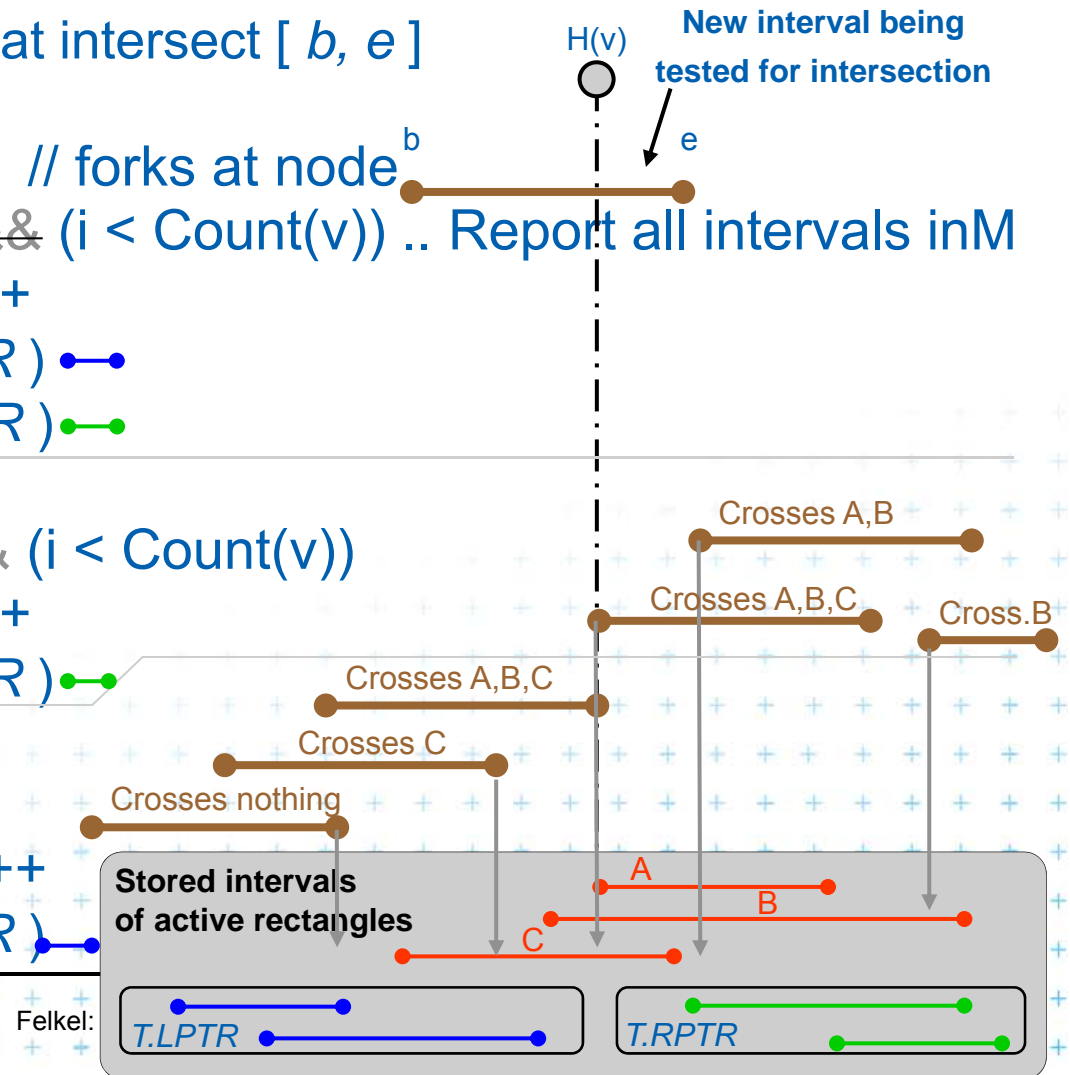 at intersect [ b, e ]
H(v)
New interval being
tested for intersection
b
e
// forks at node
&& (i < Count(v)) .. Report all intervals inM
+
R )
R )
& (i < Count(v))
+
R )
Crosses A,B
Crosses A,B,C
Cross.B
Crosses A,B,C
Crosses C
Crosses nothing
++
R )
Stored intervals
of active rectangles
A
B
C
T.LPTR
T.RPTR
Felkel: